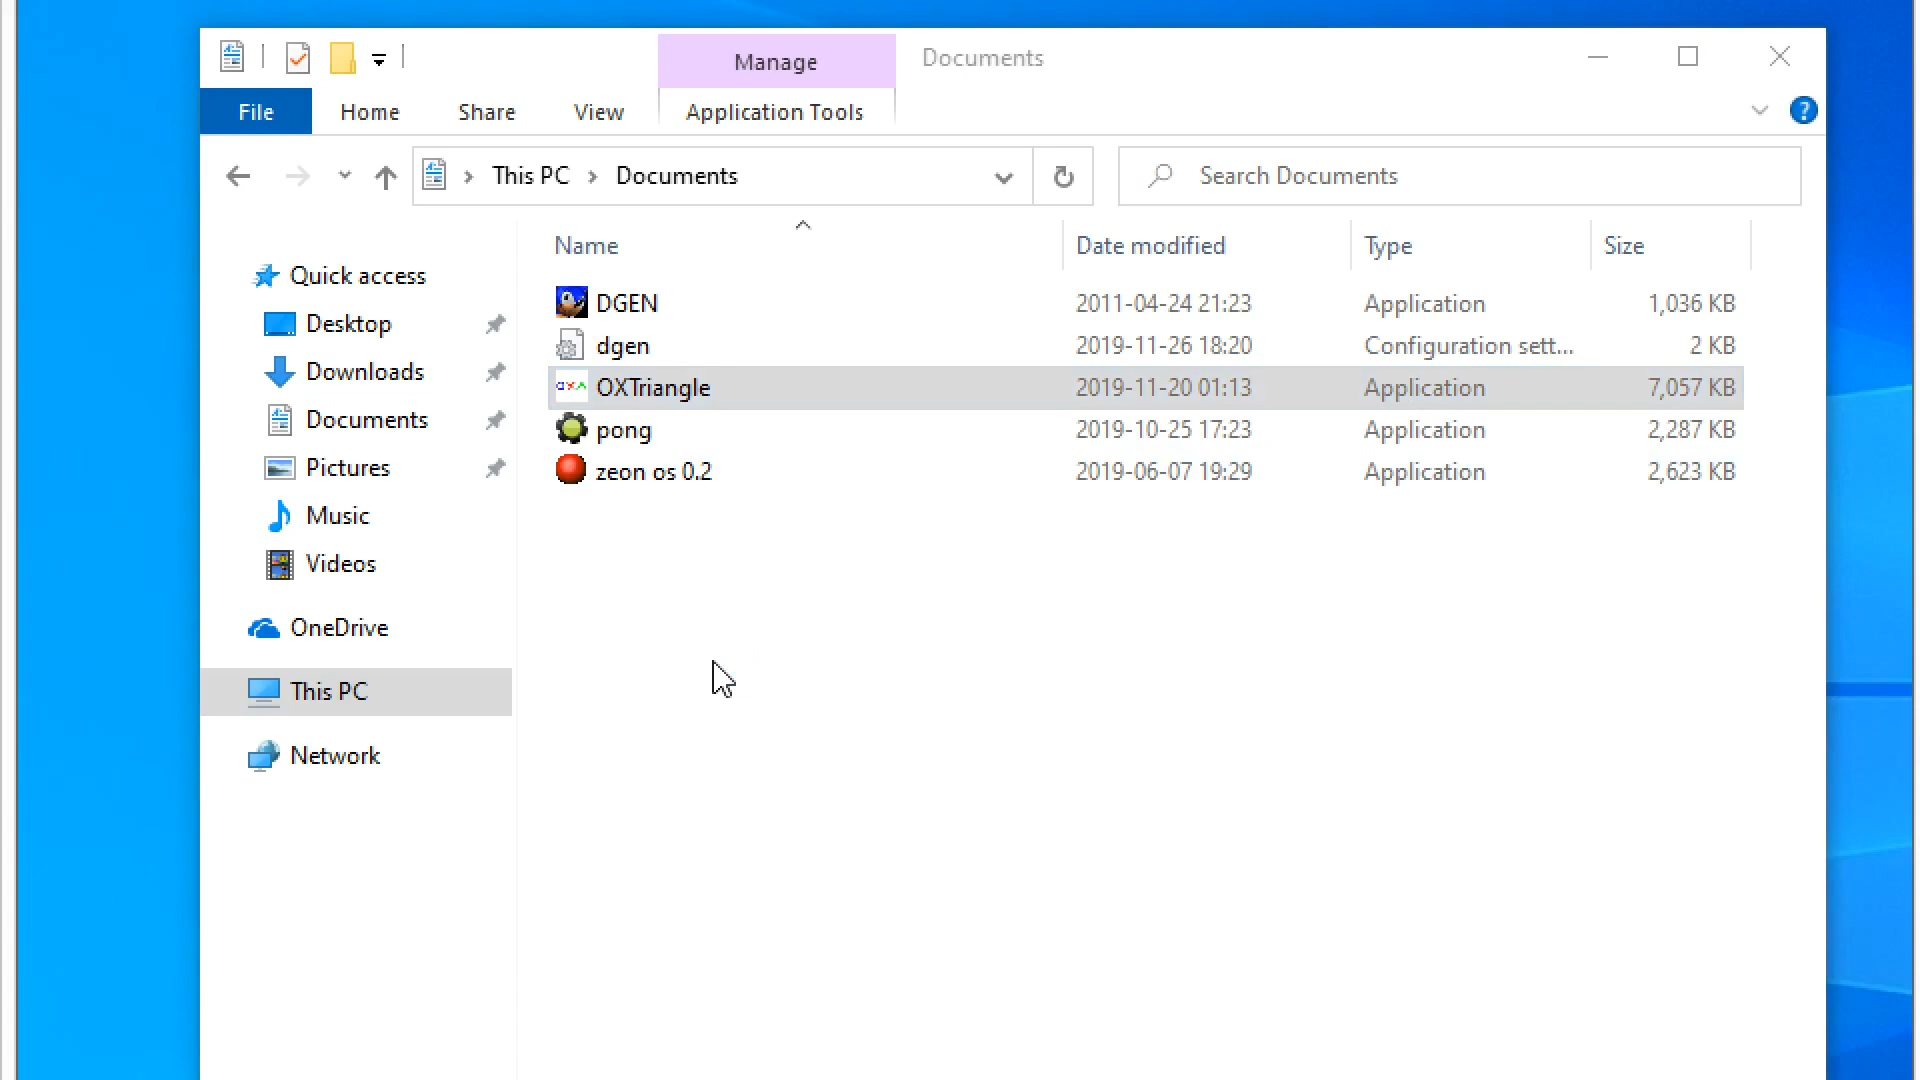 Manage
Documents
File
Home
Share
View
Application Tools
?
This PC
Documents
Search Documents
Name
Date modified
Type
Size
Quick access
Desktop
Downloads
Documents
Pictures
Music
Videos
OneDrive
This PC
Network
DGEN 2011-04-24 21:23 Application 1,036 KB
dgen 2019-11-26 18:20 Configuration sett... 2 KB
OXTriangle 2019-11-20 01:13 Application 7,057 KB
pong 2019-10-25 17:23 Application 2,287 KB
zeon os 0.2 2019-06-07 19:29 Application 2,623 KB